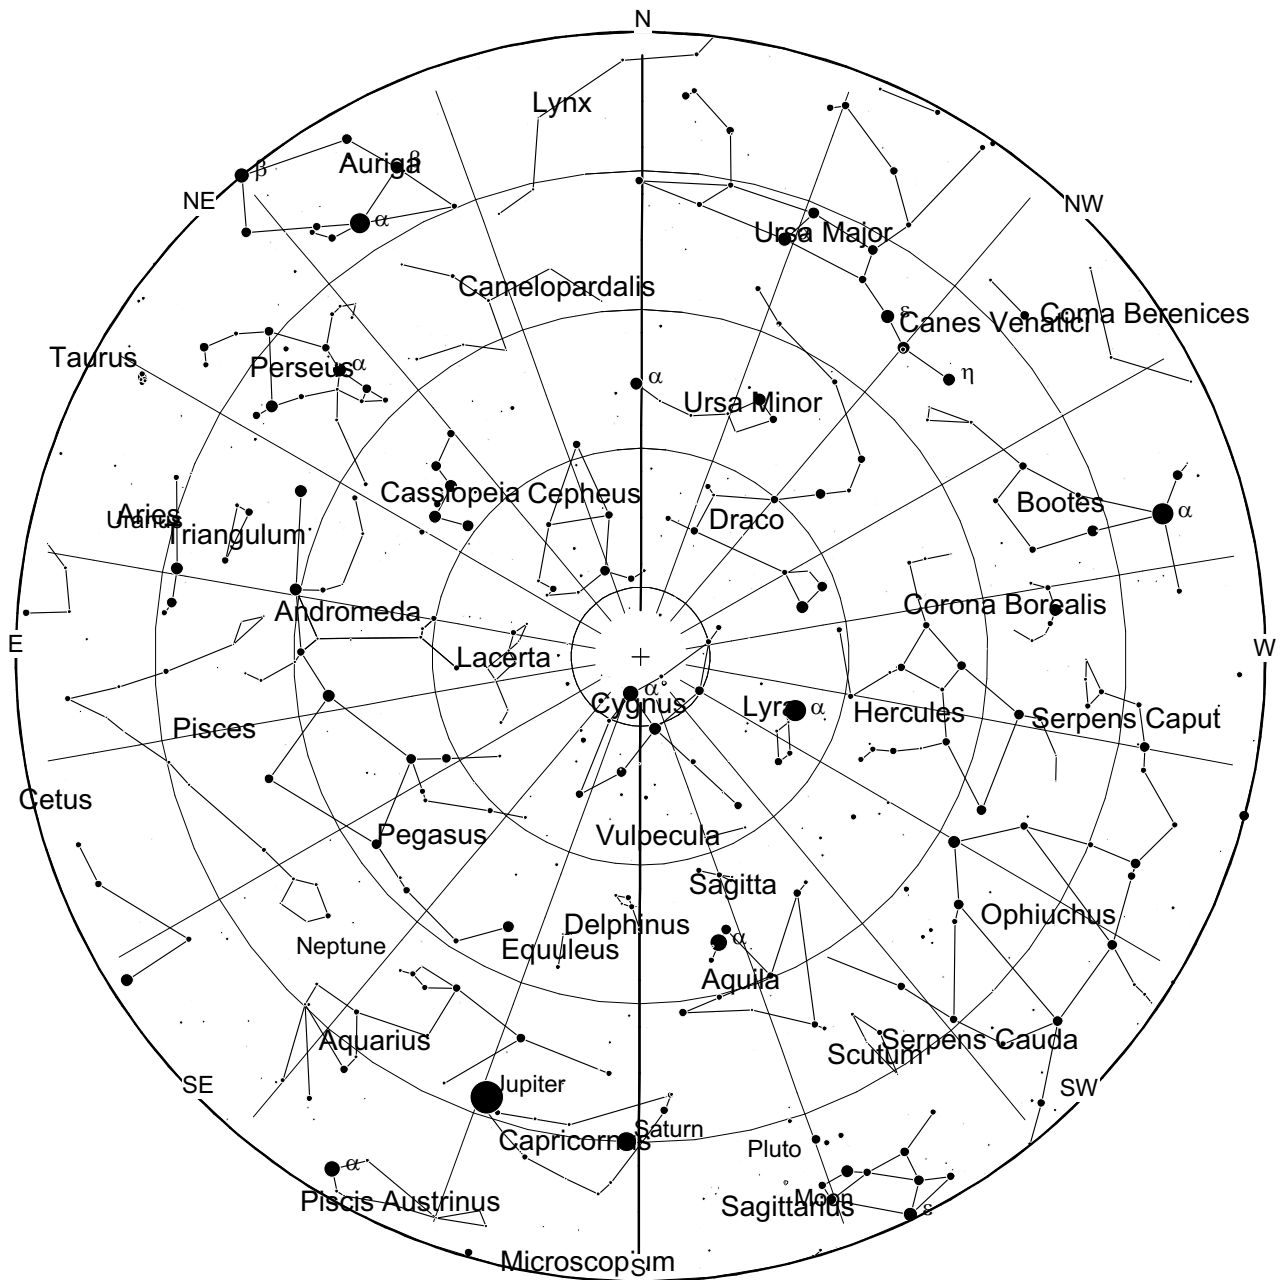 N
Lynx
β
Auriga
β
NE
NW
α
Ursa Major
α
Camelopardalis
ε
Coma Berenices
Canes Venatici
Taurus
Perseus
α
α
η
Ursa Minor
Cassiopeia
Cepheus
Bootes
α
Aries
Uranus
Triangulum
Draco
Andromeda
Corona Borealis
E
W
Lacerta
α
Cygnus
Lyra
α
Hercules
Serpens Caput
Pisces
Cetus
Pegasus
Vulpecula
Sagitta
Delphinus
Ophiuchus
Neptune
Equuleus
α
Aquila
Aquarius
Serpens Cauda
Scutum
SE
Jupiter
SW
Capricornus
Saturn
Pluto
α
Piscis Austrinus
Moon
Sagittarius
ε
Microscopium
S